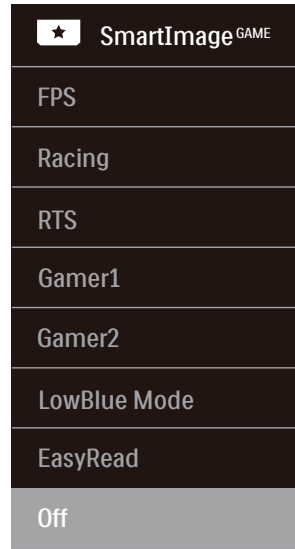 SmartImage GAME
FPS
Racing
RTS
Gamer1
Gamer2
LowBlue Mode
EasyRead
Off